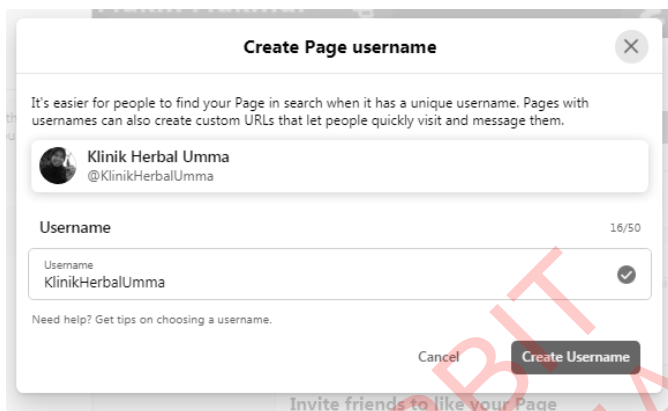 Create Page username
It's easier for people to find your Page in search when it has a unique username. Pages with
usernames can also create custom URLs that let people quickly visit and message them.
Klinik Herbal Umma
@KlinikHerbalUmma
Username
16/50
Username
KlinikHerbalUmma
Need help? Get tips on choosing a username.
Cancel
Create Username
Invite friends to like your Page